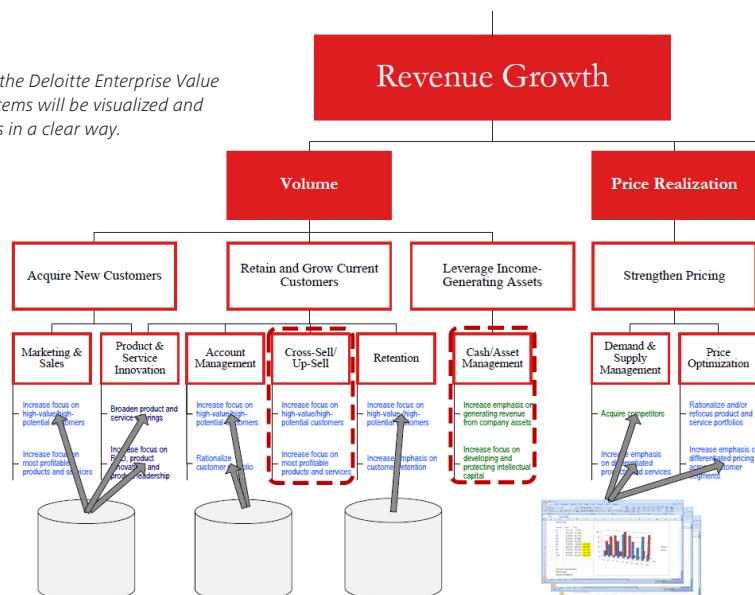 the Deloitte Enterprise Value
tems will be visualized and
s in a clear way.
Revenue Growth
Volume
Price Realization
Acquire New Customers
Retain and Grow Current
Customers
Leverage Income-
Generating Assets
Strengthen Pricing
Marketing &
Sales
Product &
Service
Innovation
Account
Management
Cross-Sell/
Up-Sell
Retention
Cash/Asset
Management
Demand &
Supply
Management
Price
Optimization
Increase focus on
high-value/high-
potential customers
Increase focus on
most profitable
products and services
Broaden product and
service offerings
Increase focus on
R&D, product
innovation and
product leadership
Increase focus on
high-value/high-
potential customers
Rationalize
customer portfolio
Increase focus on
high-value/high-
potential customers
Increase focus on
most profitable
products and services
Increase focus on
high-value/high-
potential customers
Increase emphasis on
customer retention
Increase emphasis on
generating revenue
from company assets
Increase focus on
developing and
protecting intellectual
capital
Acquire competitors
Increase emphasis
on differentiated
products and services
Rationalize and/or
refocus product and
service portfolios
Increase emphasis on
differentiated pricing
across customer
segments